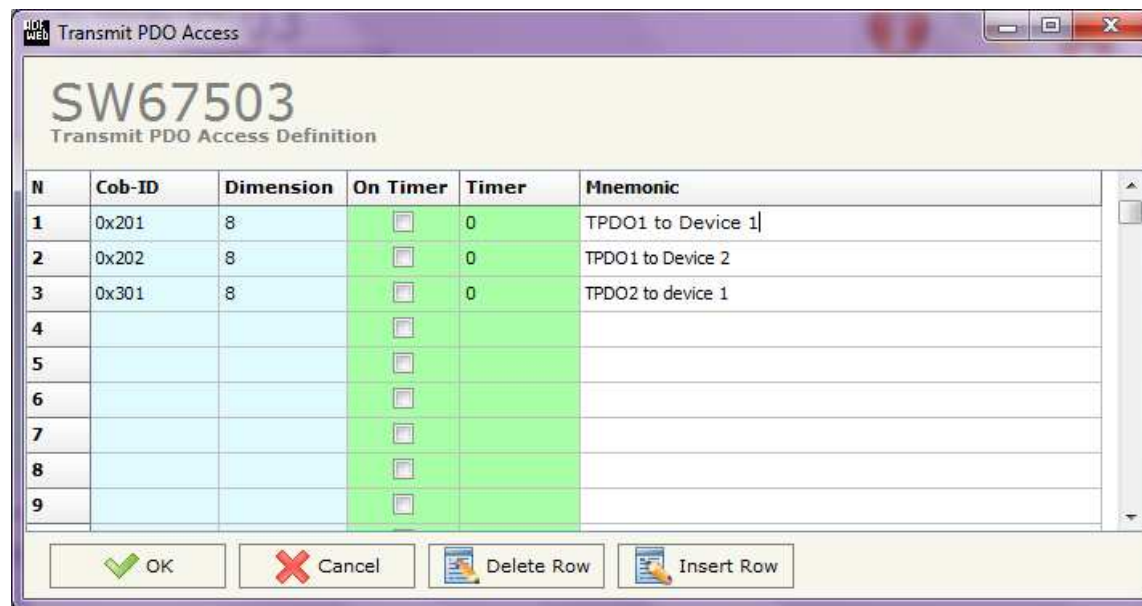 ADF WEB Transmit PDO Access
SW67503
Transmit PDO Access Definition
N Cob-ID Dimension On Timer Timer Mnemonic
1 0x201 8 0 TPDO1 to Device 1
2 0x202 8 0 TPDO1 to Device 2
3 0x301 8 0 TPDO2 to device 1
4
5
6
7
8
9
OK Cancel Delete Row Insert Row